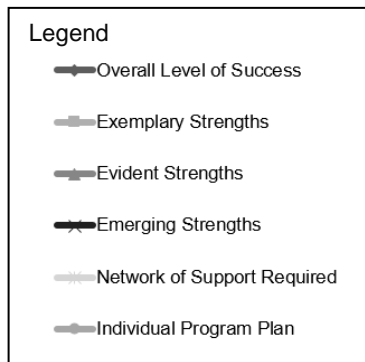 Legend
Overall Level of Success
Exemplary Strengths
Evident Strengths
Emerging Strengths
Network of Support Required
Individual Program Plan